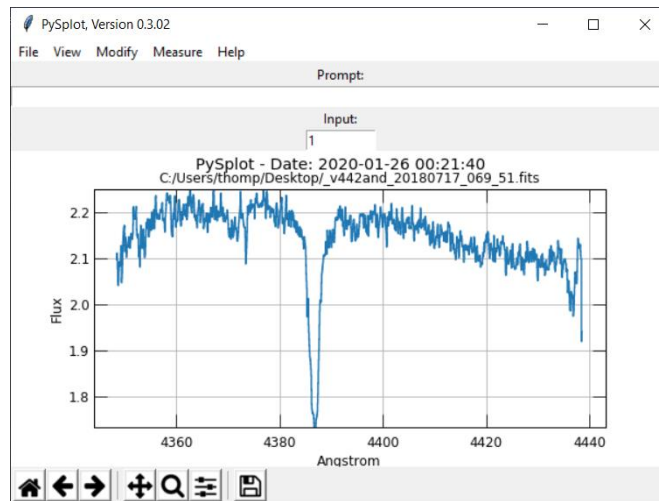 PySplot, Version 0.3.02
File View Modify Measure Help
Prompt:
Input:
1
PySplot - Date: 2020-01-26 00:21:40
C:/Users/thomp/Desktop/_v442and_20180717_069_51.fits
2.2
2.1
2.0
1.9
1.8
Flux
4360 4380 4400 4420 4440
Angstrom